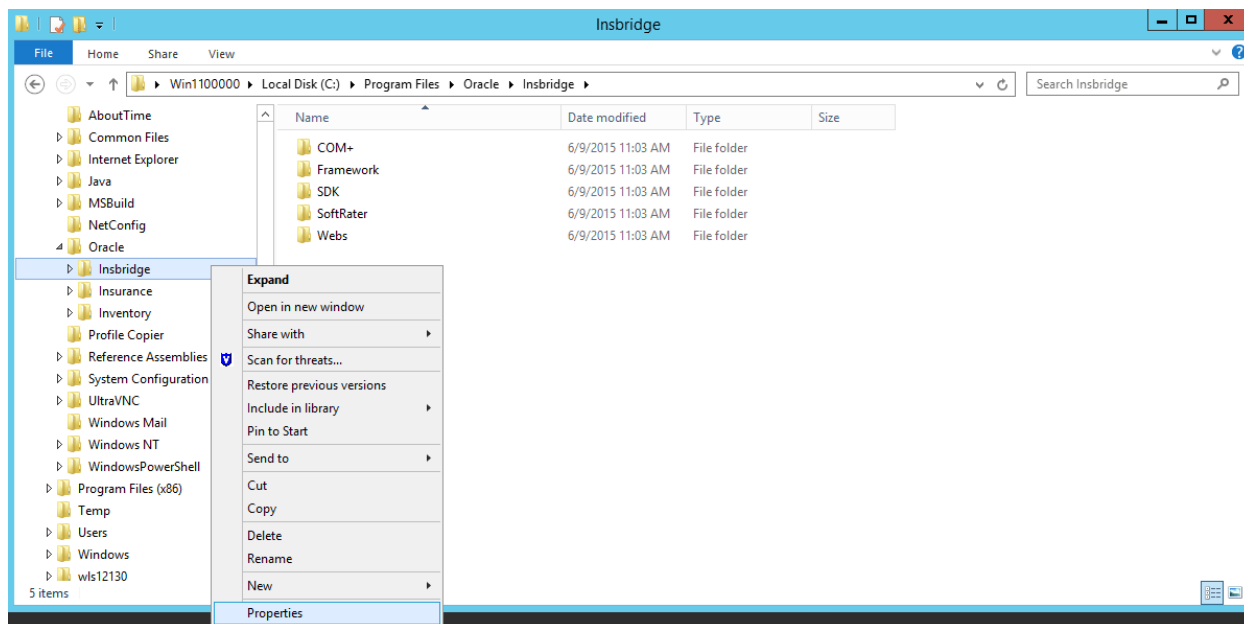 Insbridge
File Home Share View
Win1100000 Local Disk (C:) Program Files Oracle Insbridge
Search Insbridge
AboutTime
Common Files
Internet Explorer
Java
MSBuild
NetConfig
Oracle
Insbridge
Insurance
Inventory
Profile Copier
Reference Assemblies
System Configuration
UltraVNC
Windows Mail
Windows NT
WindowsPowerShell
Program Files (x86)
Temp
Users
Windows
wls12130
5 items
Name Date modified Type Size
COM+ 6/9/2015 11:03 AM File folder
Framework 6/9/2015 11:03 AM File folder
SDK 6/9/2015 11:03 AM File folder
SoftRater 6/9/2015 11:03 AM File folder
Webs 6/9/2015 11:03 AM File folder
Expand
Open in new window
Share with
Scan for threats...
Restore previous versions
Include in library
Pin to Start
Send to
Cut
Copy
Delete
Rename
New
Properties